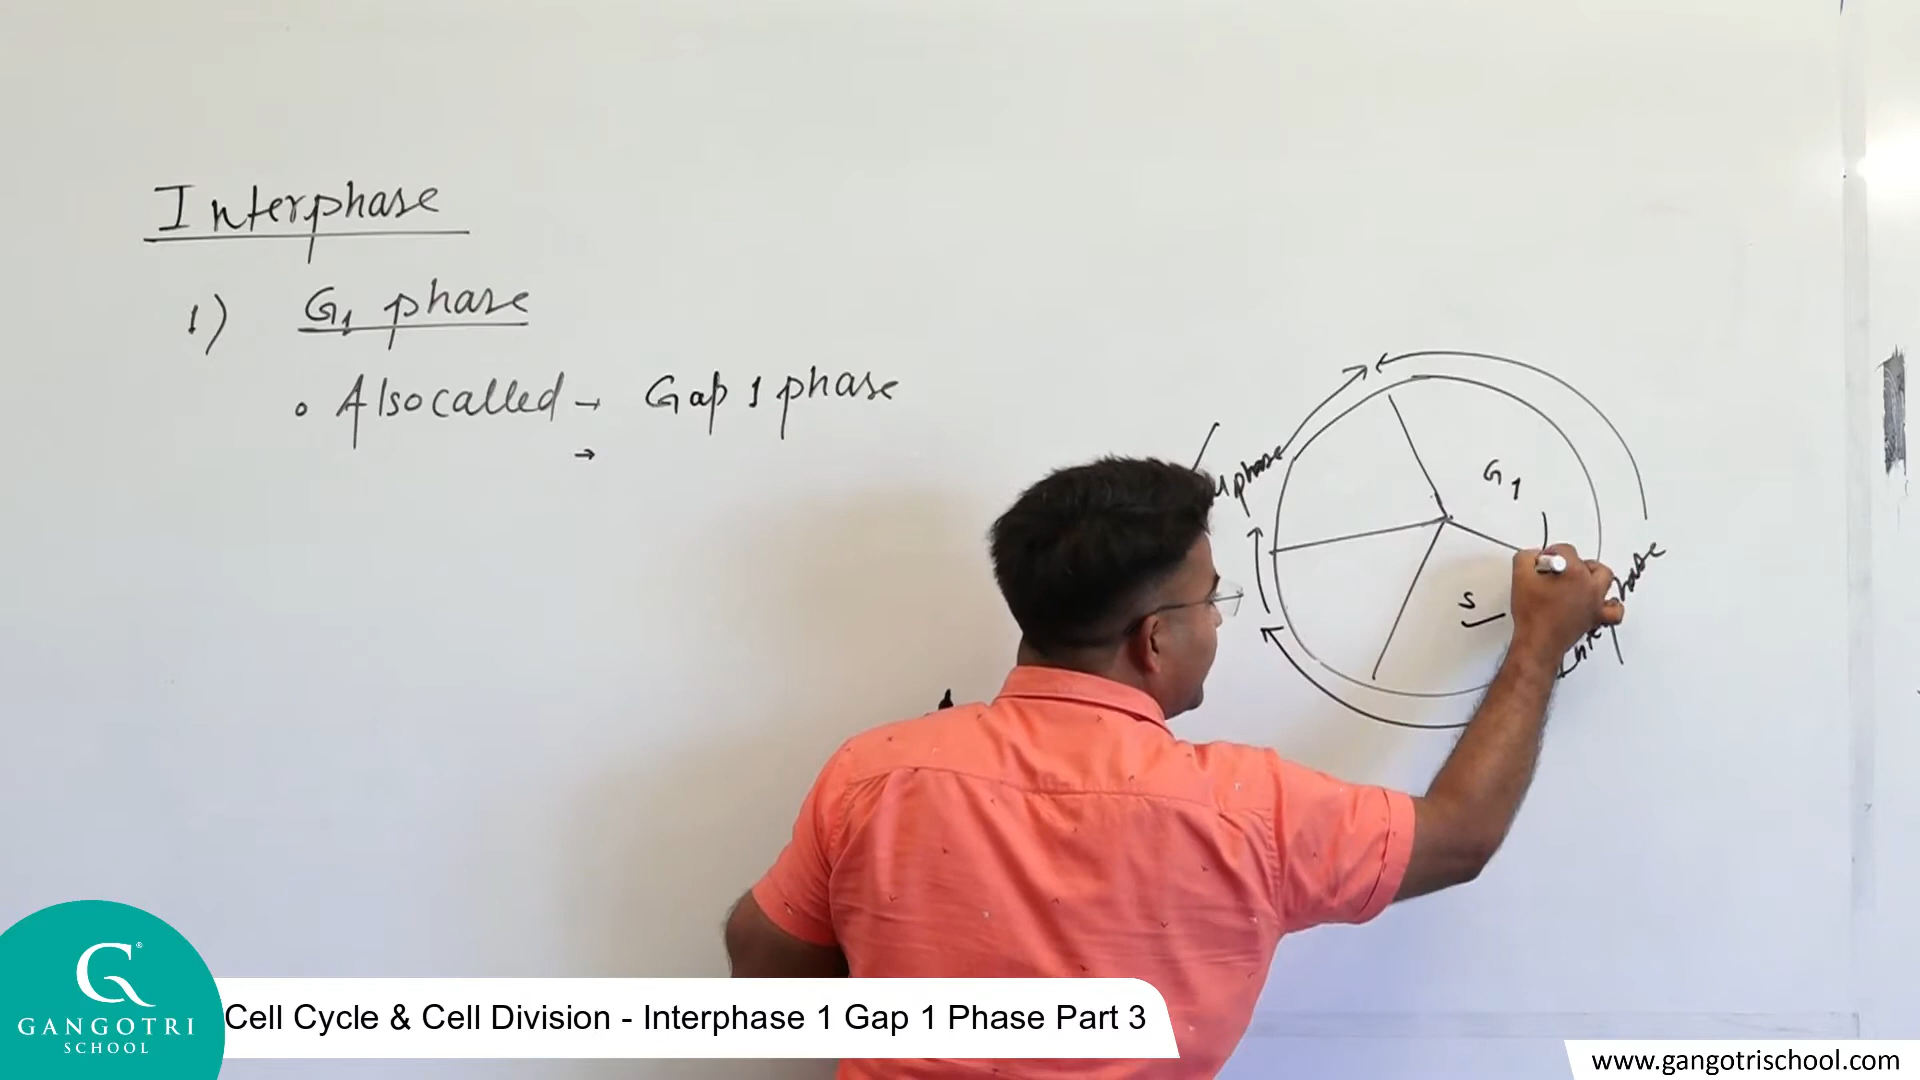 Interphase
1) G1 phase
• Also called → Gap 1 phase
→
M phase
G1
S
GANGOTRI
SCHOOL
Cell Cycle & Cell Division - Interphase 1 Gap 1 Phase Part 3
www.gangotrischool.com